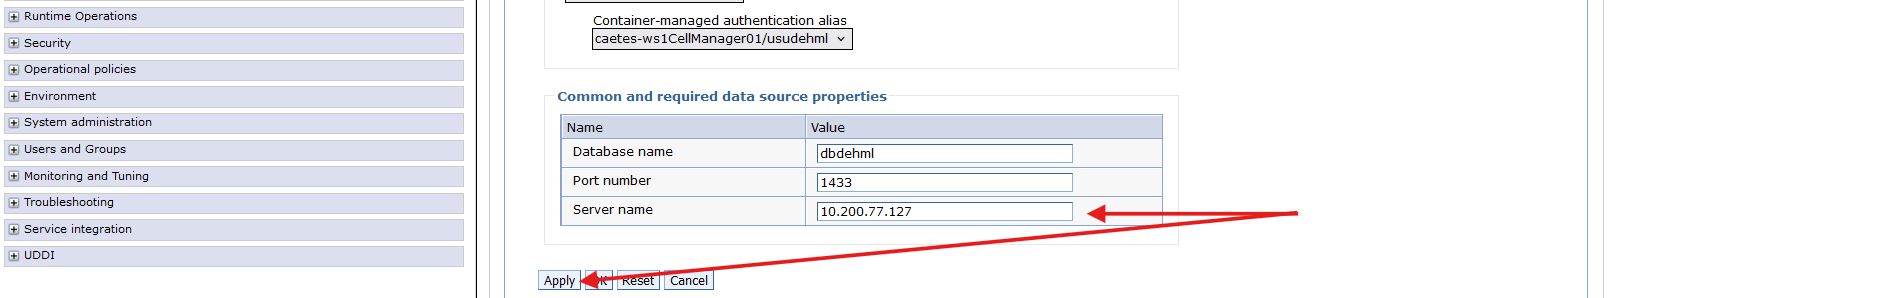 Runtime Operations
Security
Operational policies
Environment
System administration
Users and Groups
Monitoring and Tuning
Troubleshooting
Service integration
UDDI
Container-managed authentication alias
caetes-ws1CellManager01/usudehml
Common and required data source properties
Name Value
Database name dbdehml
Port number 1433
Server name 10.200.77.127
Apply Reset Cancel